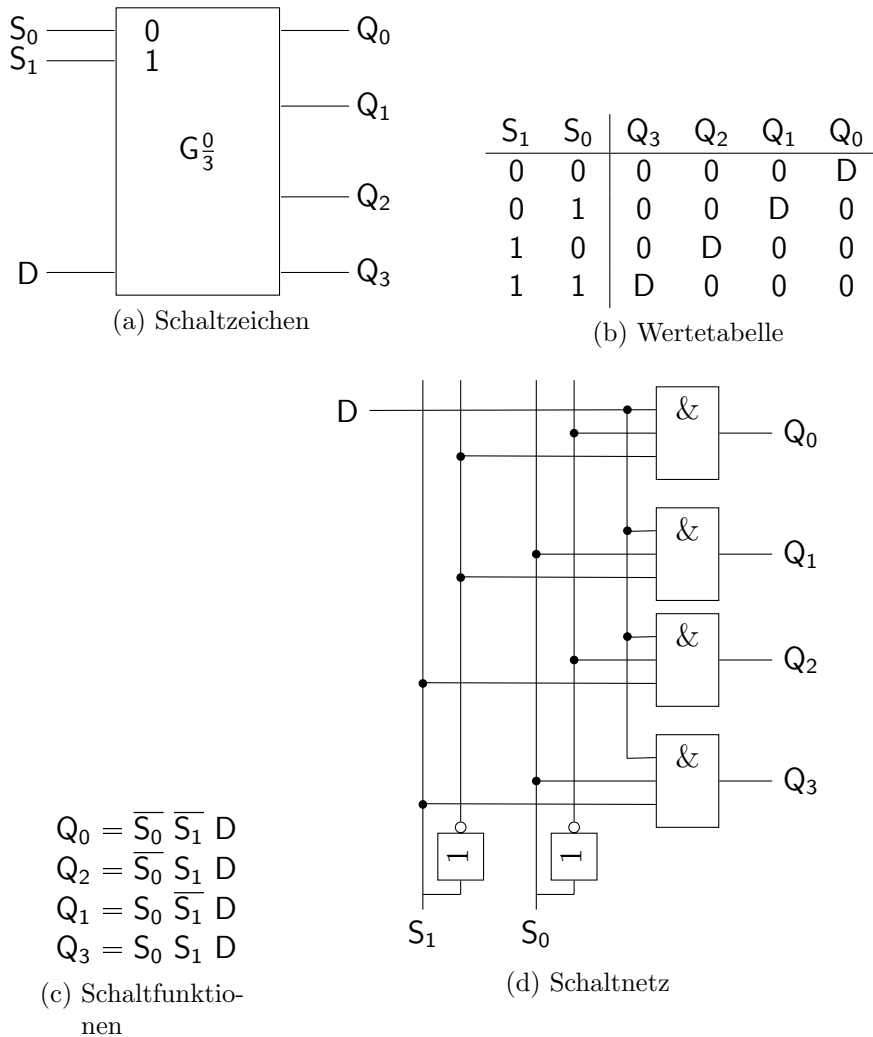 S₀ 0 Q₀
S₁ 1
Q₁
G 0/3
Q₂
D Q₃
(a) Schaltzeichen
S₁ S₀ Q₃ Q₂ Q₁ Q₀
0 0 0 0 0 D
0 1 0 0 D 0
1 0 0 D 0 0
1 1 D 0 0 0
(b) Wertetabelle
D & Q₀
& Q₁
& Q₂
& Q₃
1 1
S₁ S₀
(d) Schaltnetz
Q₀ = S̅₀ S̅₁ D
Q₂ = S̅₀ S₁ D
Q₁ = S₀ S̅₁ D
Q₃ = S₀ S₁ D
(c) Schaltfunktio-
nen